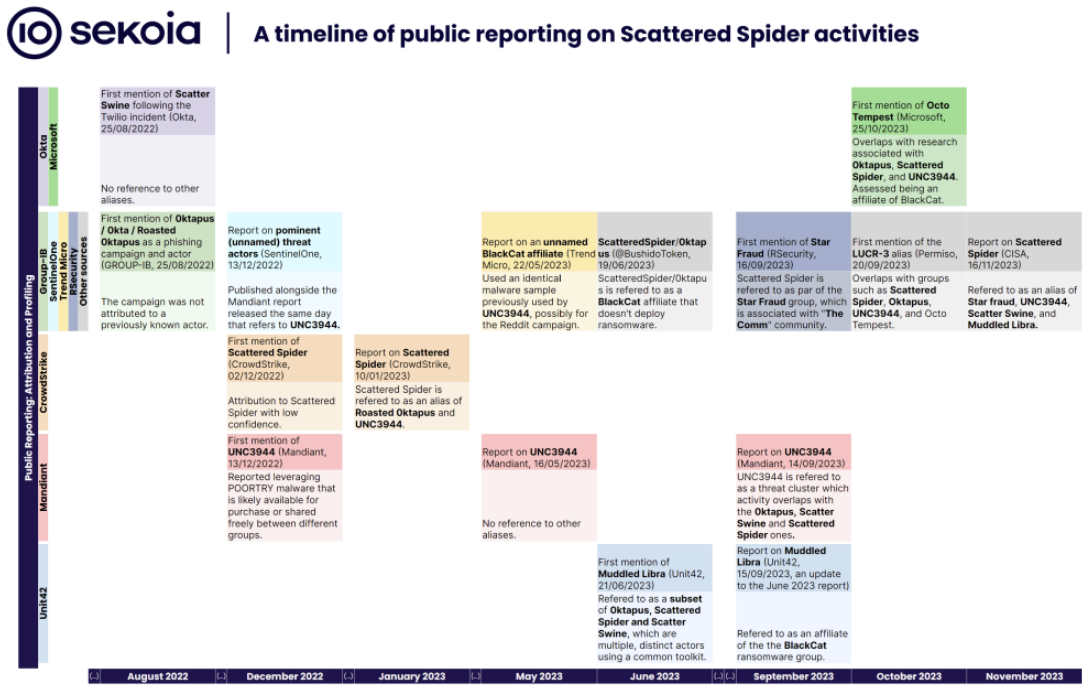 sekoia
A timeline of public reporting on Scattered Spider activities
Public Reporting: Attribution and Profiling
Okta
Microsoft
First mention of Scatter
Swine following the
Twilio incident (Okta,
25/08/2022)
No reference to other
aliases.
First mention of Octo
Tempest (Microsoft,
25/10/2023)
Overlaps with research
associated with
0ktapus, Scattered
Spider, and UNC3944.
Assessed being an
affiliate of BlackCat.
Group-IB
SentinelOne
Trend Micro
RSecurity
Other sources
First mention of 0ktapus
/ Okta / Roasted
0ktapus as a phishing
campaign and actor
(GROUP-IB, 25/08/2022)
The campaign was not
attributed to a
previously known actor.
Report on pominent
(unnamed) threat
actors (SentinelOne,
13/12/2022)
Published alongside the
Mandiant report
released the same day
that refers to UNC3944.
Report on an unnamed
BlackCat affiliate (Trend
Micro, 22/05/2023)
Used an identical
malware sample
previously used by
UNC3944, possibly for
the Reddit campaign.
ScatteredSpider/0ktap
us (@BushidoToken,
19/06/2023)
ScatteredSpider/0ktapu
s is refered to as a
BlackCat affiliate that
doesn't deploy
ransomware.
First mention of Star
Fraud (RSecurity,
16/09/2023)
Scattered Spider is
refered to as par of the
Star Fraud group, which
is associated with "The
Comm" community.
First mention of the
LUCR-3 alias (Permiso,
20/09/2023)
Overlaps with groups
such as Scattered
Spider, Oktapus,
UNC3944, and Octo
Tempest.
Report on Scattered
Spider (CISA,
16/11/2023)
Refered to as an alias of
Star fraud, UNC3944,
Scatter Swine, and
Muddled Libra.
CrowdStrike
First mention of
Scattered Spider
(CrowdStrike,
02/12/2022)
Attribution to Scattered
Spider with low
confidence.
Report on Scattered
Spider (CrowdStrike,
10/01/2023)
Scattered Spider is
refered to as an alias of
Roasted 0ktapus and
UNC3944.
Mandiant
First mention of
UNC3944 (Mandiant,
13/12/2022)
Reported leveraging
POORTRY malware that
is likely available for
purchase or shared
freely between different
groups.
Report on UNC3944
(Mandiant, 16/05/2023)
No reference to other
aliases.
Report on UNC3944
(Mandiant, 14/09/2023)
UNC3944 is refered to
as a threat cluster which
activity overlaps with
the 0ktapus, Scatter
Swine and Scattered
Spider ones.
Unit42
First mention of
Muddled Libra (Unit42,
21/06/2023)
Refered to as a subset
of 0ktapus, Scattered
Spider and Scatter
Swine, which are
multiple, distinct actors
using a common toolkit.
Report on Muddled
Libra (Unit42,
15/09/2023, an update
to the June 2023 report)
Refered to as an affiliate
of the the BlackCat
ransomware group.
(..) August 2022 (..) December 2022 (..) January 2023 (..) May 2023 June 2023 (..) (..) September 2023 October 2023 November 2023